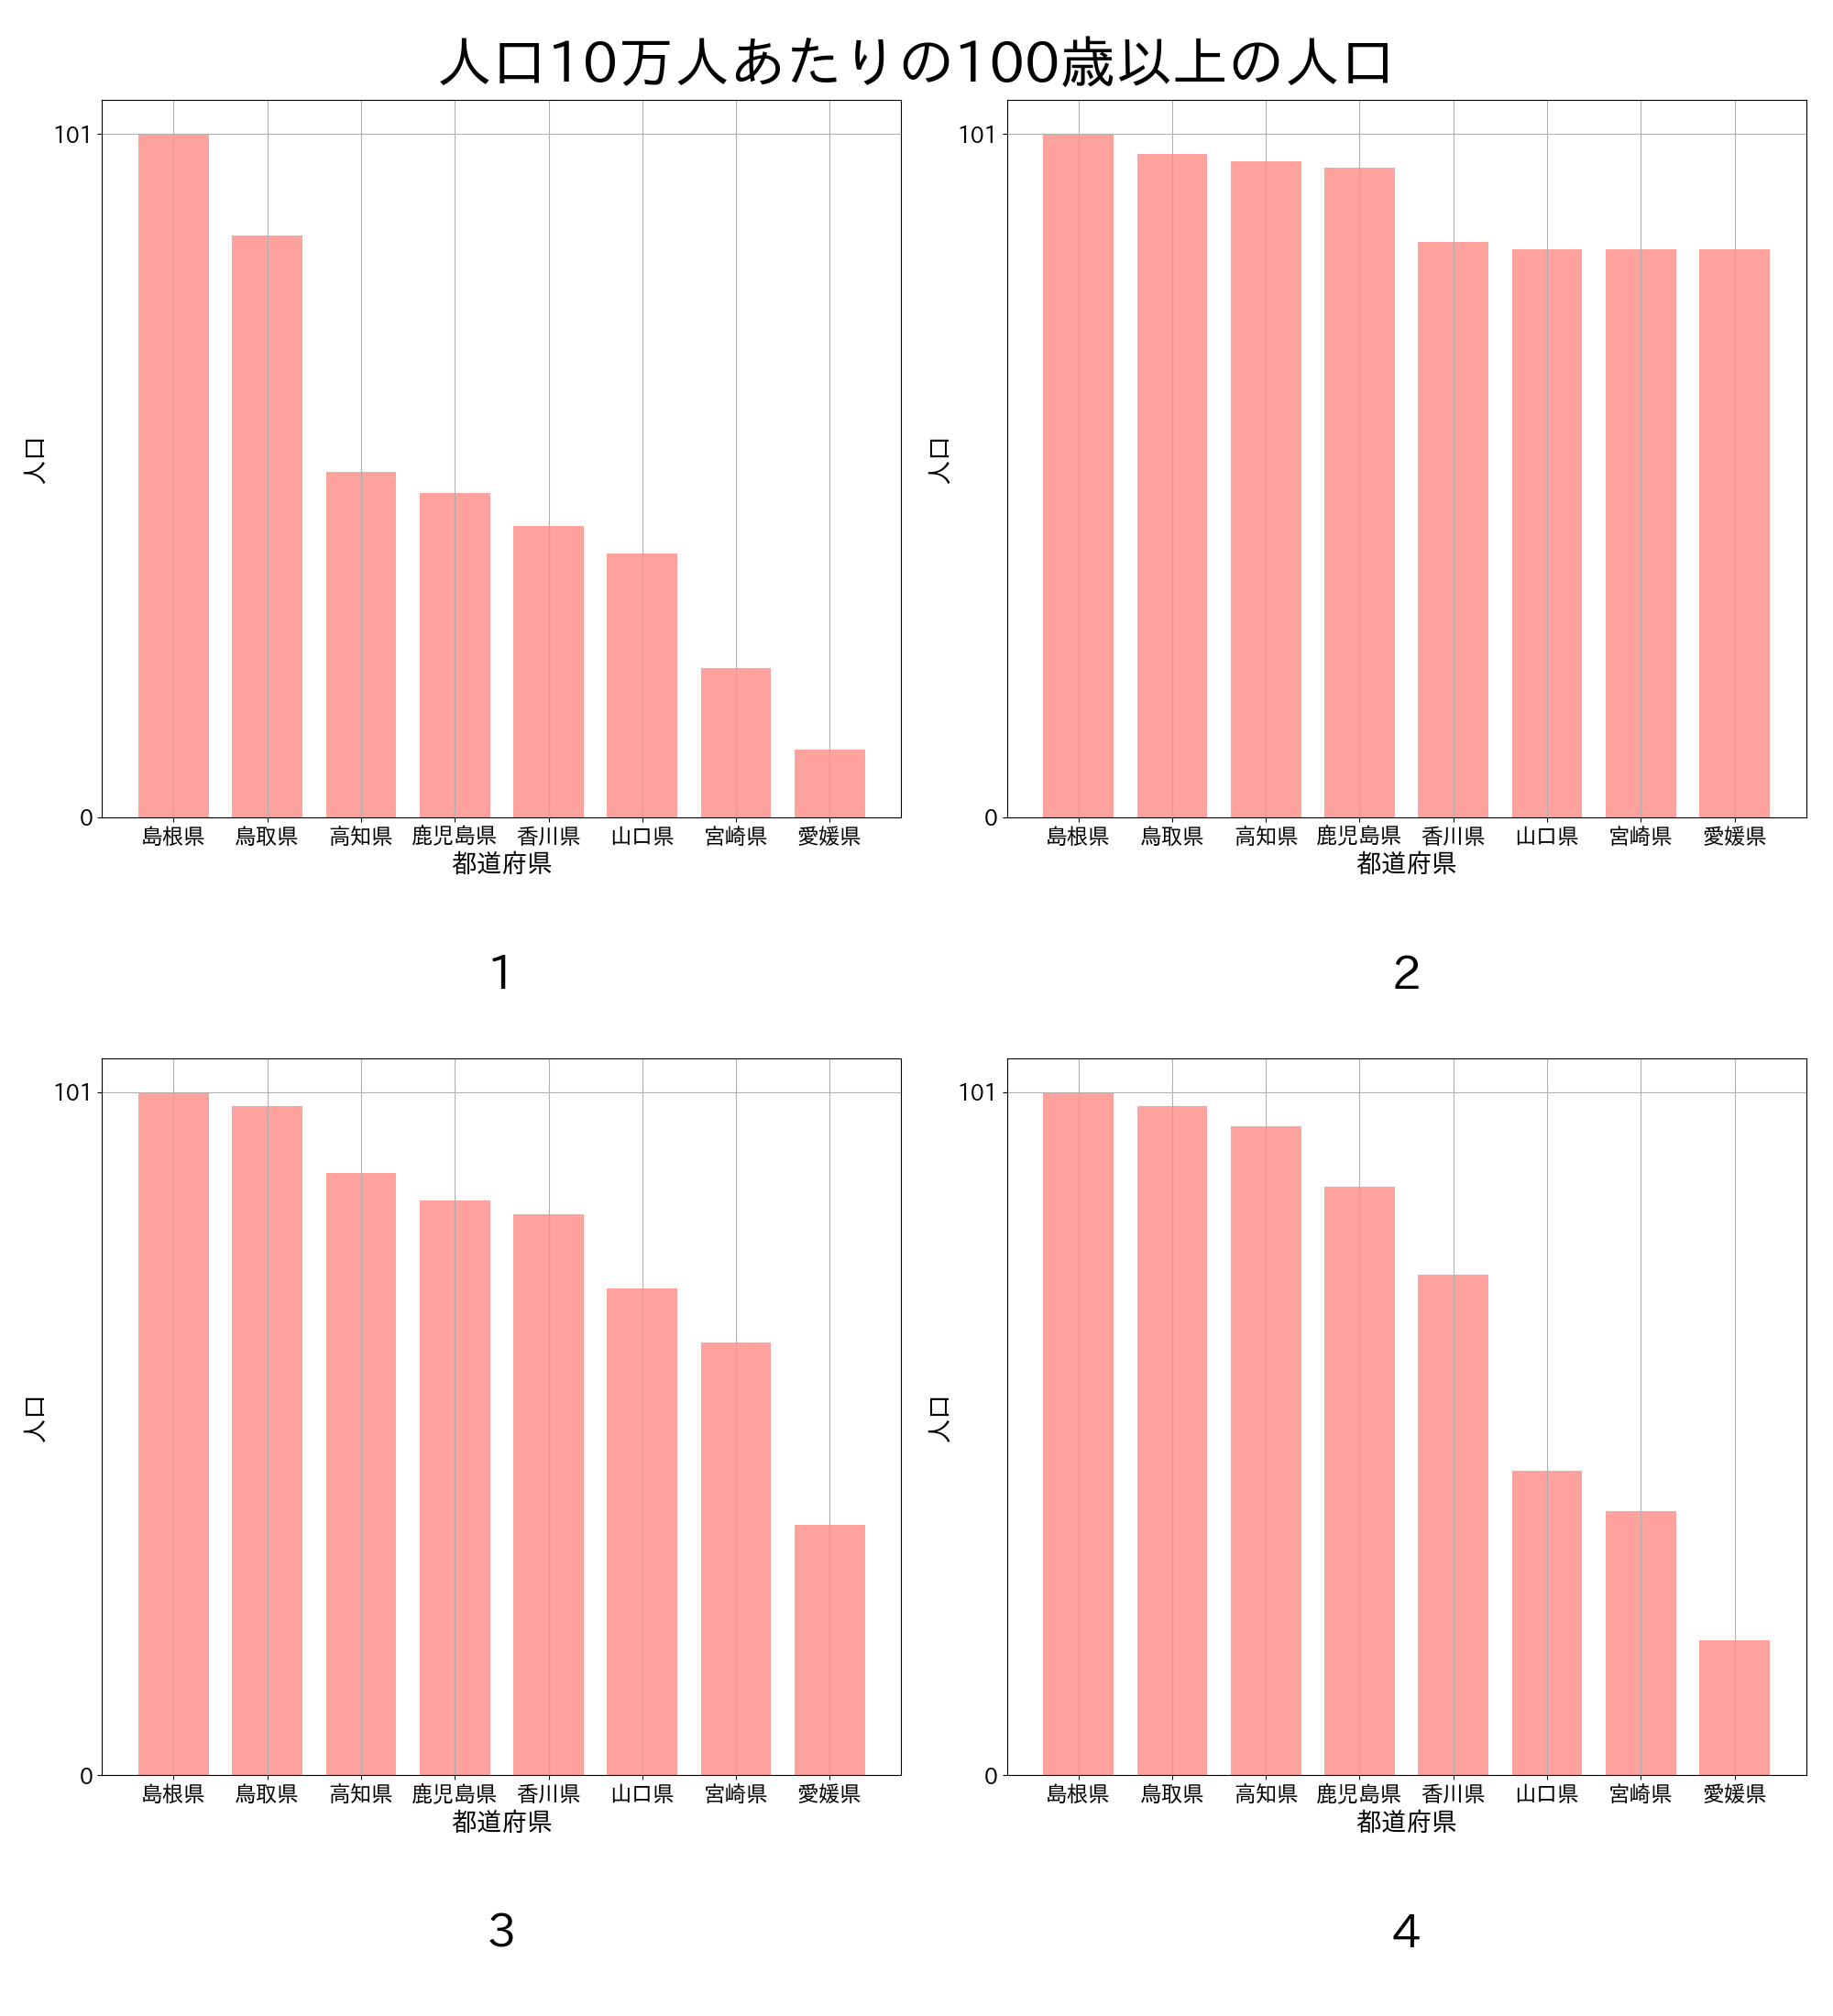 人口10万人あたりの100歳以上の人口
101
0
人口
島根県 鳥取県 高知県 鹿児島県 香川県 山口県 宮崎県 愛媛県
都道府県
1
101
0
人口
島根県 鳥取県 高知県 鹿児島県 香川県 山口県 宮崎県 愛媛県
都道府県
2
101
0
人口
島根県 鳥取県 高知県 鹿児島県 香川県 山口県 宮崎県 愛媛県
都道府県
3
101
0
人口
島根県 鳥取県 高知県 鹿児島県 香川県 山口県 宮崎県 愛媛県
都道府県
4